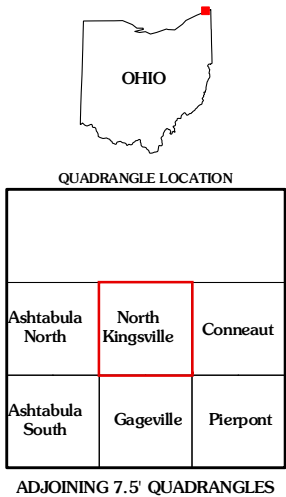 OHIO
QUADRANGLE LOCATION
Ashtabula
North
North
Kingsville
Conneaut
Ashtabula
South
Gageville
Pierpont
ADJOINING 7.5' QUADRANGLES